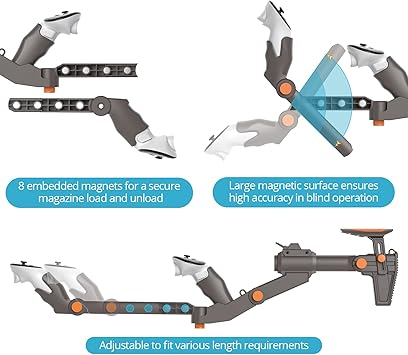 8 embedded magnets for a secure
magazine load and unload
Large magnetic surface ensures
high accuracy in blind operation
Adjustable to fit various length requirements